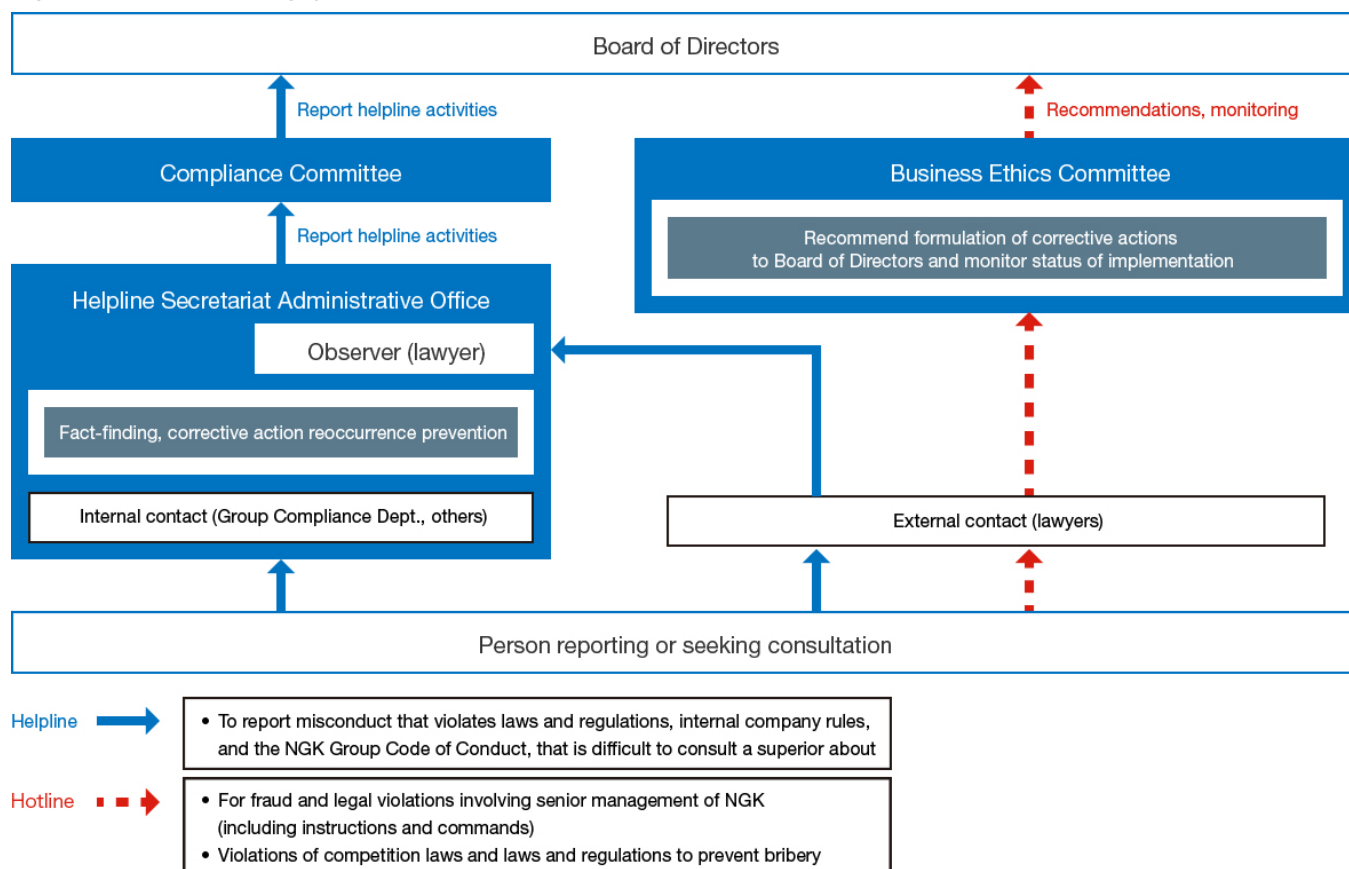 Board of Directors
Report helpline activities
Recommendations, monitoring
Compliance Committee
Business Ethics Committee
Report helpline activities
Recommend formulation of corrective actions
to Board of Directors and monitor status of implementation
Helpline Secretariat Administrative Office
Observer (lawyer)
Fact-finding, corrective action reoccurrence prevention
Internal contact (Group Compliance Dept., others)
External contact (lawyers)
Person reporting or seeking consultation
Helpline
• To report misconduct that violates laws and regulations, internal company rules,
and the NGK Group Code of Conduct, that is difficult to consult a superior about
Hotline
• For fraud and legal violations involving senior management of NGK
(including instructions and commands)
• Violations of competition laws and laws and regulations to prevent bribery